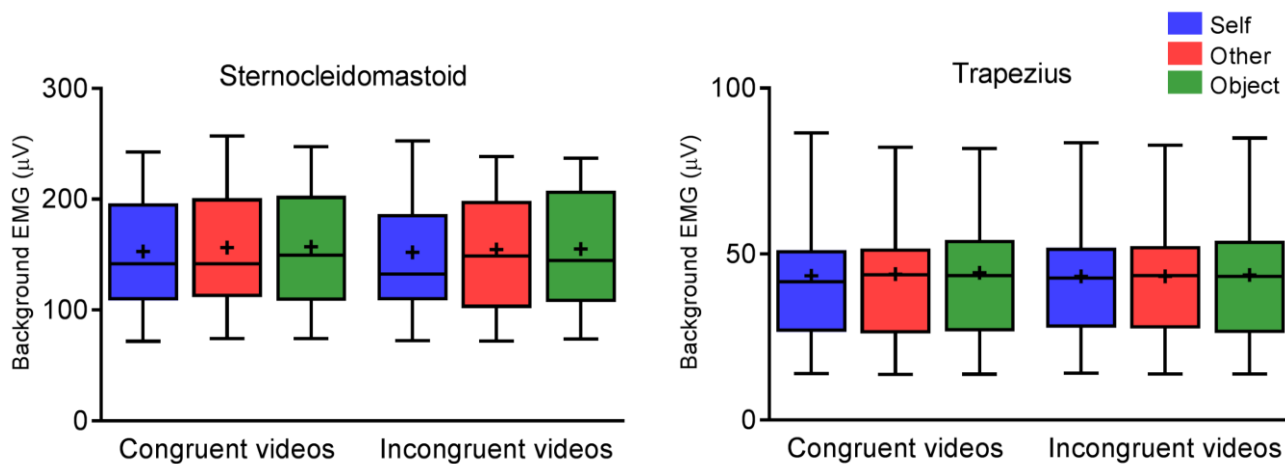 Self
Other
Object
Sternocleidomastoid
300
200
100
0
Background EMG (μV)
Congruent videos Incongruent videos
Trapezius
100
50
0
Background EMG (μV)
Congruent videos Incongruent videos